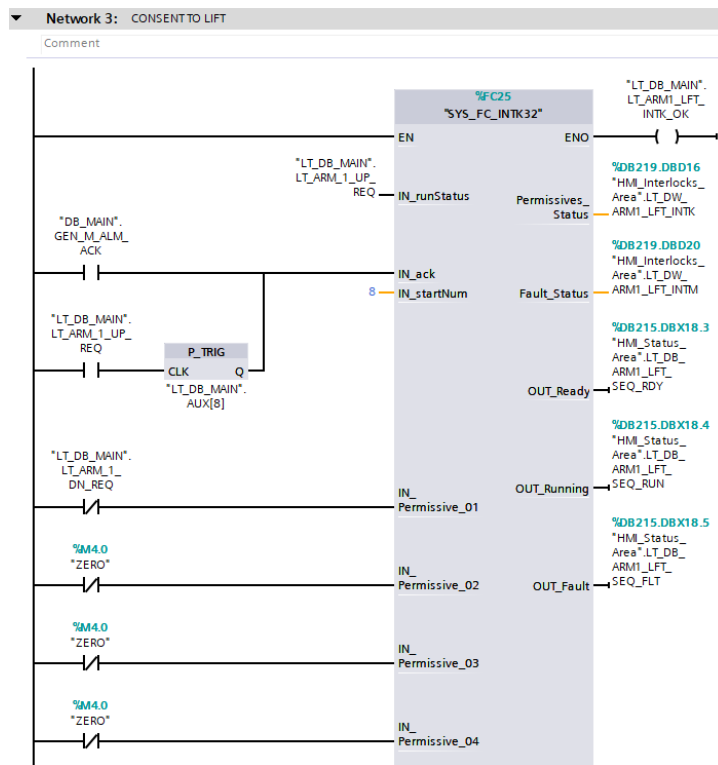 Network 3: CONSENT TO LIFT
Comment
%FC25
"SYS_FC_INTK32"
EN
ENO
"LT_DB_MAIN".
LT_ARM1_LFT_
INTK_OK
"LT_DB_MAIN".
LT_ARM_1_UP_
REQ
IN_runStatus
Permissives_
Status
%DB219.DBD16
"HMI_Interlocks_
Area".LT_DW_
ARM1_LFT_INTK
"DB_MAIN".
GEN_M_ALM_
ACK
IN_ack
8
IN_startNum
Fault_Status
%DB219.DBD20
"HMI_Interlocks_
Area".LT_DW_
ARM1_LFT_INTM
"LT_DB_MAIN".
LT_ARM_1_UP_
REQ
P_TRIG
CLK
Q
"LT_DB_MAIN".
AUX[8]
OUT_Ready
%DB215.DBX18.3
"HMI_Status_
Area".LT_DB_
ARM1_LFT_
SEQ_RDY
"LT_DB_MAIN".
LT_ARM_1_
DN_REQ
IN_
Permissive_01
OUT_Running
%DB215.DBX18.4
"HMI_Status_
Area".LT_DB_
ARM1_LFT_
SEQ_RUN
%M4.0
"ZERO"
IN_
Permissive_02
OUT_Fault
%DB215.DBX18.5
"HMI_Status_
Area".LT_DB_
ARM1_LFT_
SEQ_FLT
%M4.0
"ZERO"
IN_
Permissive_03
%M4.0
"ZERO"
IN_
Permissive_04